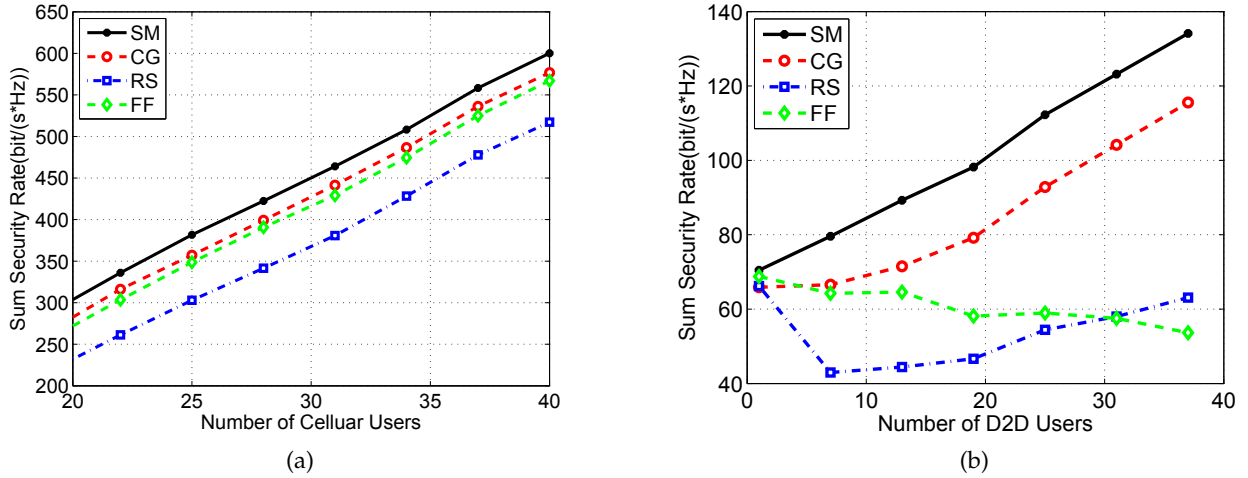 650
600
550
500
450
400
350
300
250
200
20
25
30
35
40
Sum Security Rate(bit/(s*Hz))
Number of Celluar Users
SM
CG
RS
FF
(a)
140
120
100
80
60
40
0
10
20
30
40
Sum Security Rate(bit/(s*Hz))
Number of D2D Users
SM
CG
RS
FF
(b)